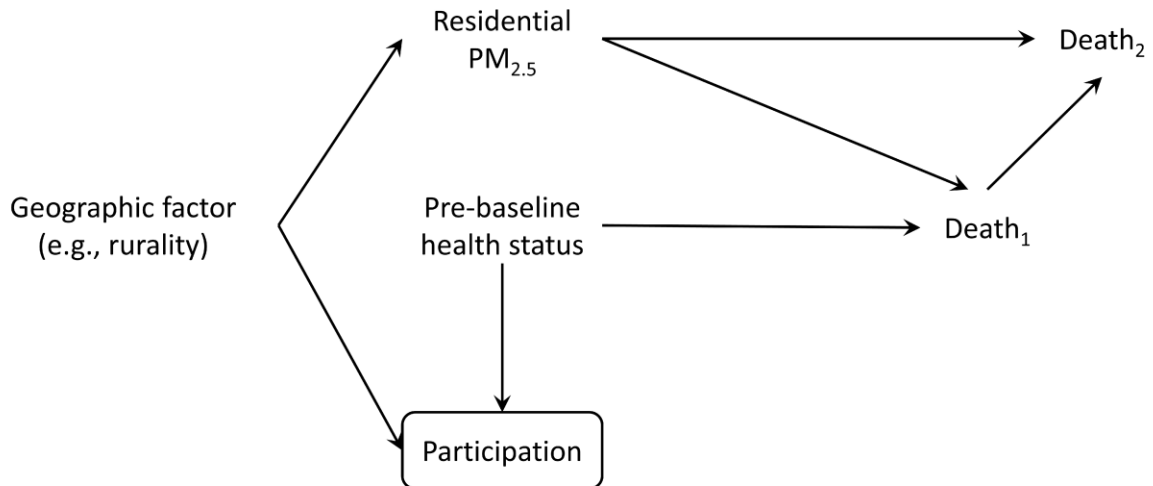 Residential
PM₂.₅
Death₂
Geographic factor
(e.g., rurality)
Pre-baseline
health status
Death₁
Participation